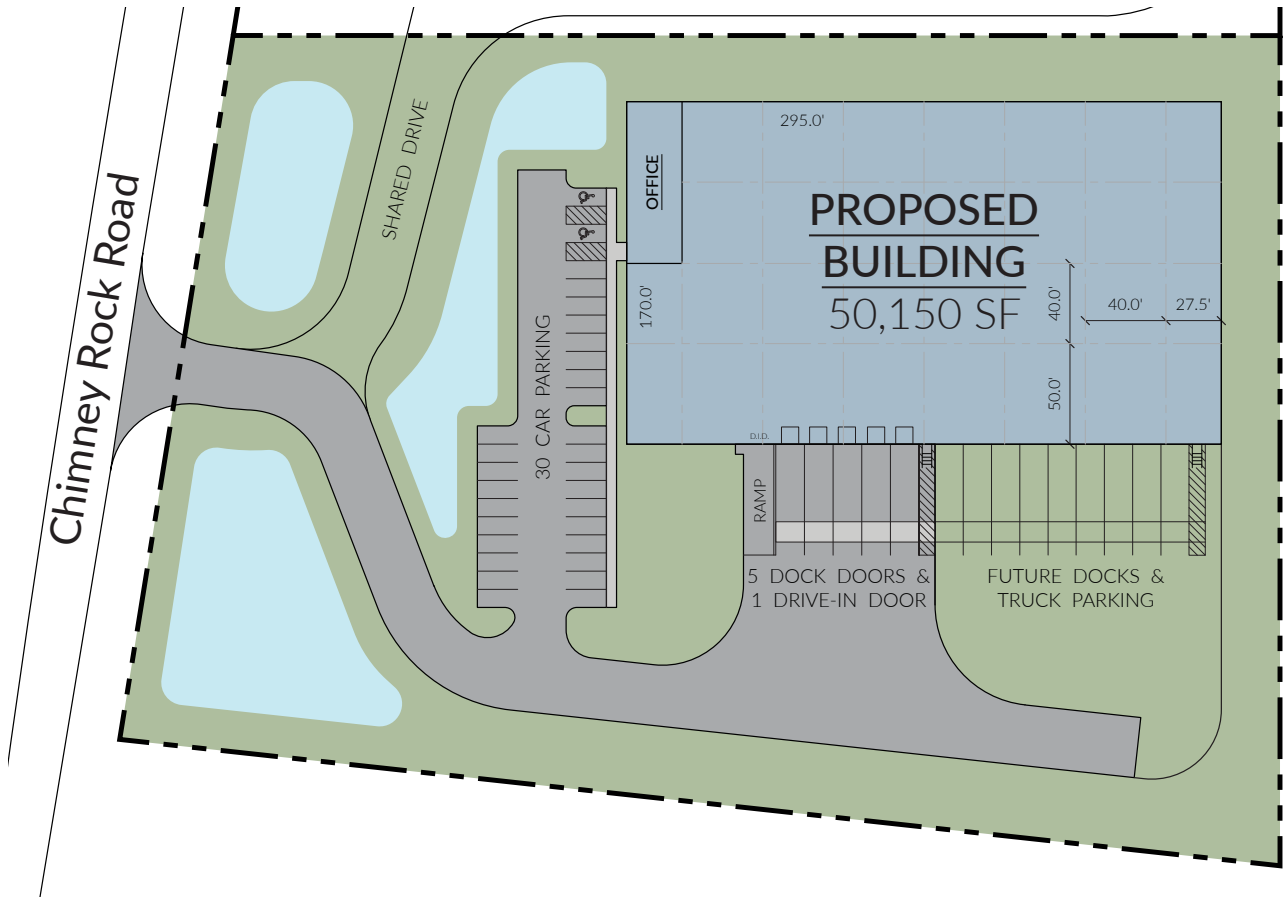 Chimney Rock Road
SHARED DRIVE
30 CAR PARKING
OFFICE
295.0'
170.0'
PROPOSED
BUILDING
50,150 SF
40.0'
40.0'
27.5'
50.0'
D.I.D.
RAMP
5 DOCK DOORS &
1 DRIVE-IN DOOR
FUTURE DOCKS &
TRUCK PARKING